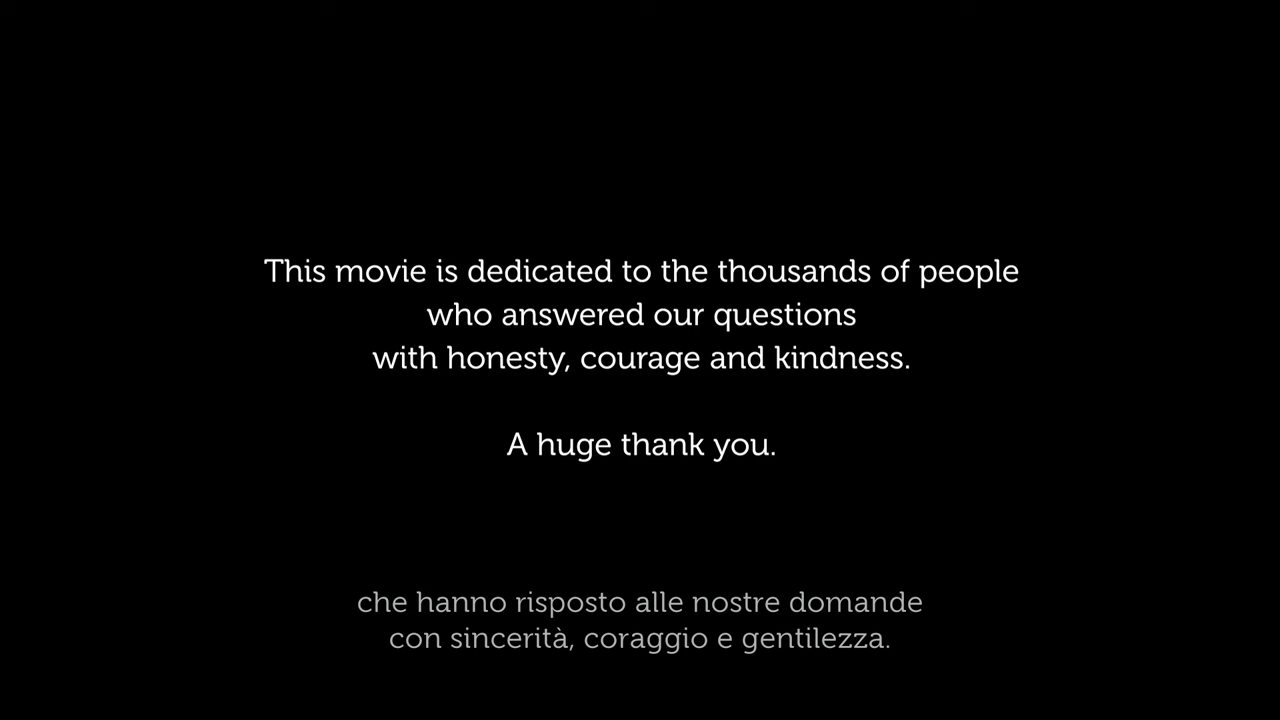 This movie is dedicated to the thousands of people
who answered our questions
with honesty, courage and kindness.
A huge thank you.
che hanno risposto alle nostre domande
con sincerità, coraggio e gentilezza.